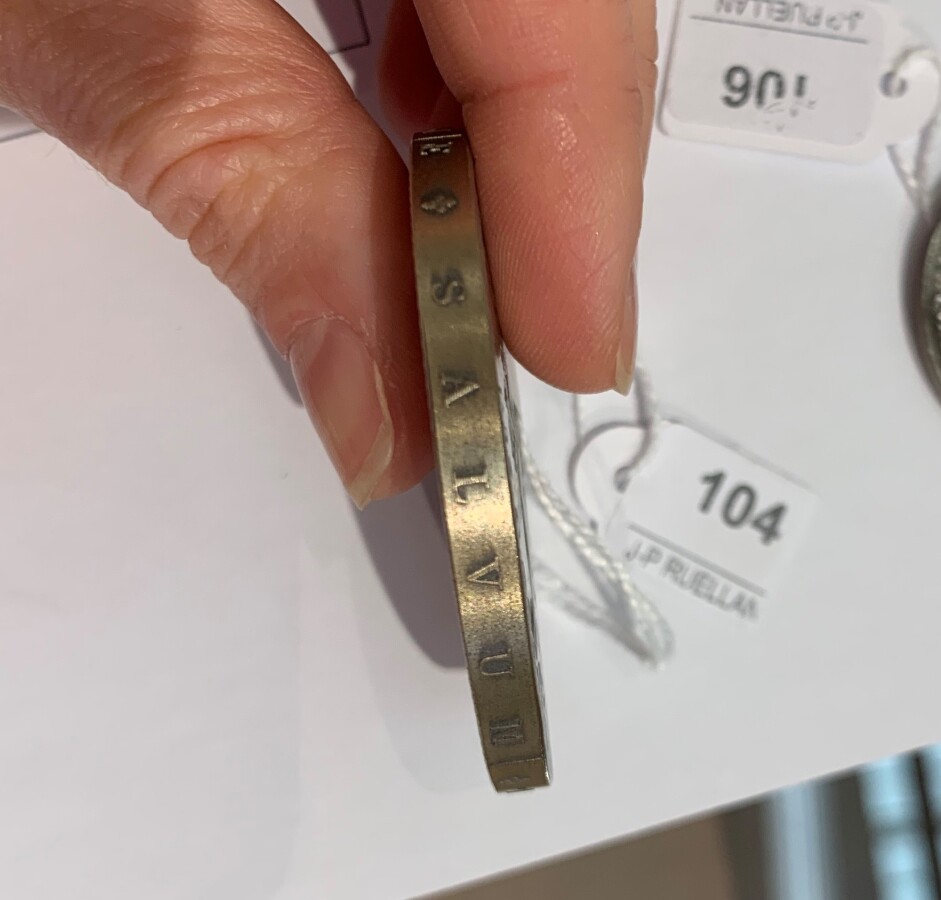 J-P RUELLAN
106
E SALVUM
104
J-P RUELLAN